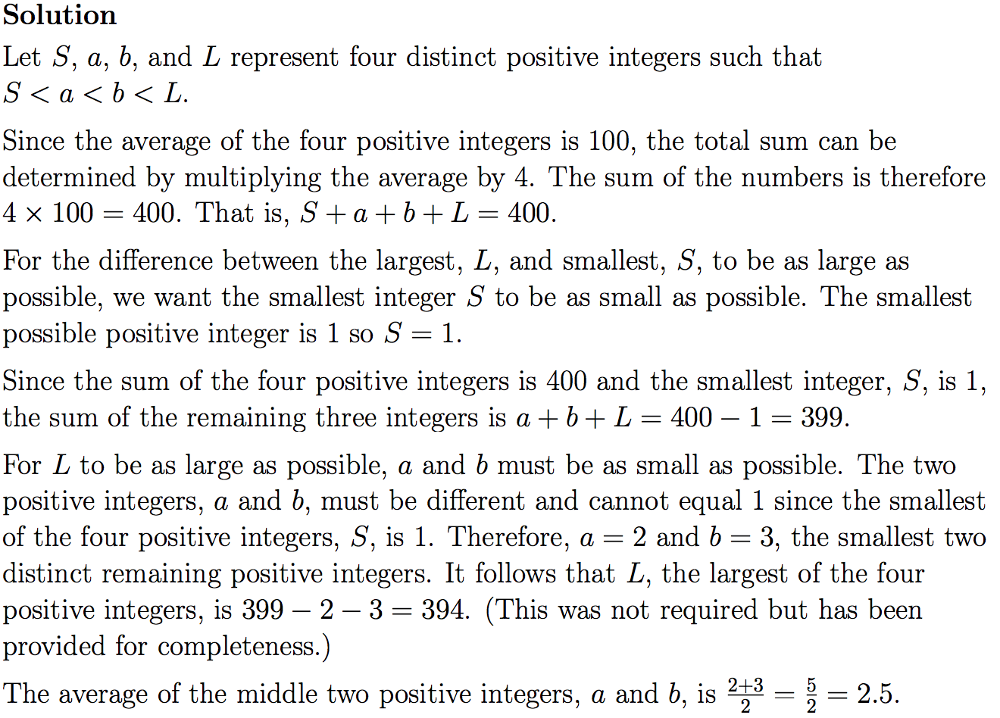 Solution
Let S, a, b, and L represent four distinct positive integers such that
S < a < b < L.
Since the average of the four positive integers is 100, the total sum can be
determined by multiplying the average by 4. The sum of the numbers is therefore
4 × 100 = 400. That is, S + a + b + L = 400.
For the difference between the largest, L, and smallest, S, to be as large as
possible, we want the smallest integer S to be as small as possible. The smallest
possible positive integer is 1 so S = 1.
Since the sum of the four positive integers is 400 and the smallest integer, S, is 1,
the sum of the remaining three integers is a + b + L = 400 − 1 = 399.
For L to be as large as possible, a and b must be as small as possible. The two
positive integers, a and b, must be different and cannot equal 1 since the smallest
of the four positive integers, S, is 1. Therefore, a = 2 and b = 3, the smallest two
distinct remaining positive integers. It follows that L, the largest of the four
positive integers, is 399 − 2 − 3 = 394. (This was not required but has been
provided for completeness.)
The average of the middle two positive integers, a and b, is (2+3)/2 = 5/2 = 2.5.